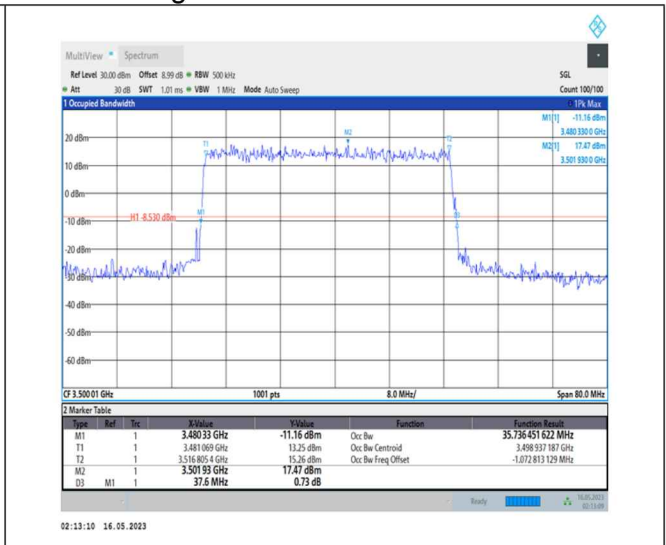 MultiView Spectrum
Ref Level 30.00 dBm Offset 8.99 dB RBW 500 kHz SGL
Att 30 dB SWT 1.01 ms VBW 1 MHz Mode Auto Sweep Count 100/100
1 Occupied Bandwidth 1Pk Max
M1[1] -11.16 dBm
3.480 330 0 GHz
M2[1] 17.47 dBm
3.501 930 0 GHz
20 dBm
M2
T1
10 dBm
0 dBm
M1
H1 -8.530 dBm
-10 dBm
-20 dBm
-30 dBm
-40 dBm
-50 dBm
-60 dBm
CF 3.500 01 GHz 1001 pts 8.0 MHz/ Span 80.0 MHz
2 Marker Table
Type Ref Trc X-Value Y-Value Function Function Result
M1 1 3.480 33 GHz -11.16 dBm Occ Bw 35.736 451 622 MHz
T1 1 3.481 069 GHz 13.25 dBm Occ Bw Centroid 3.498 937 187 GHz
T2 1 3.516 805 4 GHz 15.26 dBm Occ Bw Freq Offset -1.072 813 129 MHz
M2 1 3.501 93 GHz 17.47 dBm
D3 M1 1 37.6 MHz 0.73 dB
Ready 16.05.2023
02:13:09
02:13:10 16.05.2023